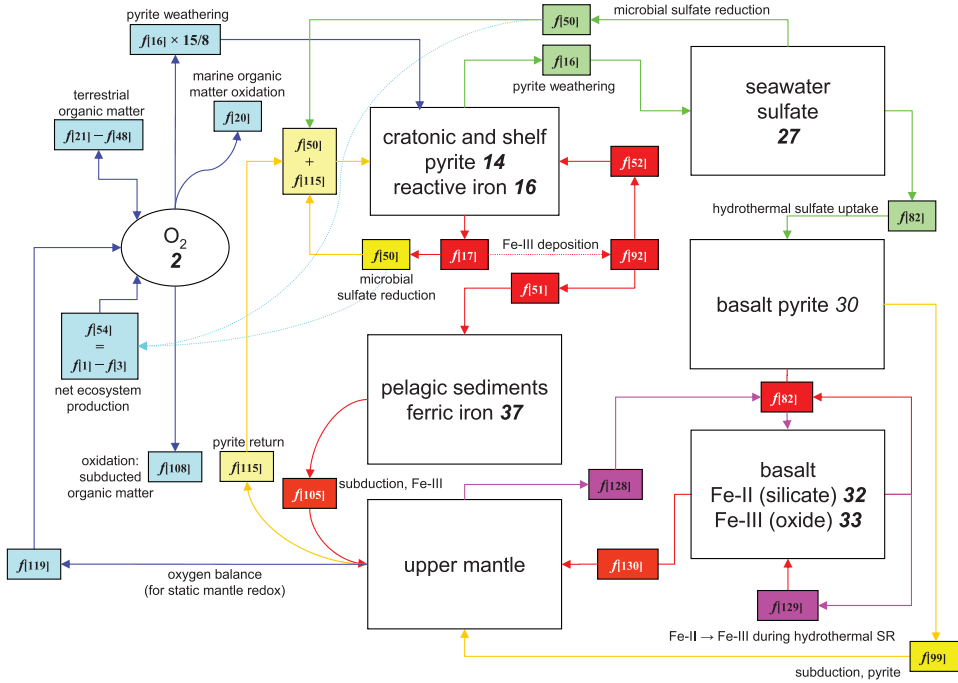 pyrite weathering
f[16] × 15/8
f[50]
microbial sulfate reduction
f[16]
pyrite weathering
seawater
sulfate
27
marine organic
matter oxidation
f[20]
terrestrial
organic matter
f[21] – f[48]
f[50]
+
f[115]
cratonic and shelf
pyrite 14
reactive iron 16
f[52]
hydrothermal sulfate uptake
f[82]
O2
2
f[50]
microbial
sulfate reduction
f[17]
Fe-III deposition
f[92]
f[51]
basalt pyrite 30
f[54]
=
f[1] – f[3]
net ecosystem
production
pelagic sediments
ferric iron 37
f[82]
oxidation:
subducted
organic matter
f[108]
pyrite return
f[115]
f[105]
subduction, Fe-III
f[128]
basalt
Fe-II (silicate) 32
Fe-III (oxide) 33
f[119]
oxygen balance
(for static mantle redox)
upper mantle
f[130]
f[129]
Fe-II → Fe-III during hydrothermal SR
f[99]
subduction, pyrite